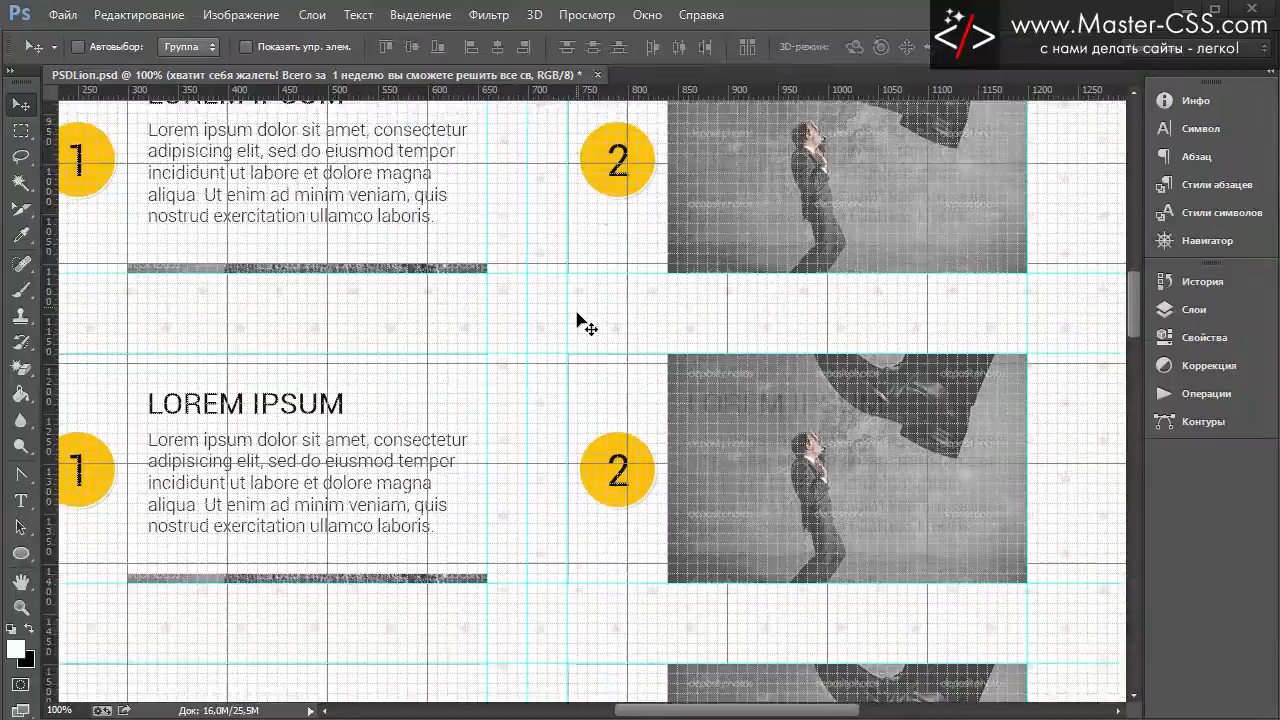 Ps Файл Редактирование Изображение Слои Текст Выделение Фильтр 3D Просмотр Окно Справка
www.Master-CSS.com
с нами делать сайты - легко!
Автовыбор: Группа Показать упр. элем. 3D-режим:
PSDLion.psd @ 100% (хватит себя жалеть! Всего за 1 неделю вы сможете решить все св, RGB/8) *
250 300 350 400 450 500 550 600 650 700 750 800 850 900 950 1000 1050 1100 1150 1200 1250
Lorem ipsum dolor sit amet, consectetur
adipisicing elit, sed do eiusmod tempor
incididunt ut labore et dolore magna
aliqua. Ut enim ad minim veniam, quis
nostrud exercitation ullamco laboris.
1
2
LOREM IPSUM
Lorem ipsum dolor sit amet, consectetur
adipisicing elit, sed do eiusmod tempor
incididunt ut labore et dolore magna
aliqua. Ut enim ad minim veniam, quis
nostrud exercitation ullamco laboris.
1
2
Инфо
Символ
Абзац
Стили абзацев
Стили символов
Навигатор
История
Слои
Свойства
Коррекция
Операции
Контуры
100% Док: 16,0M/25,5M